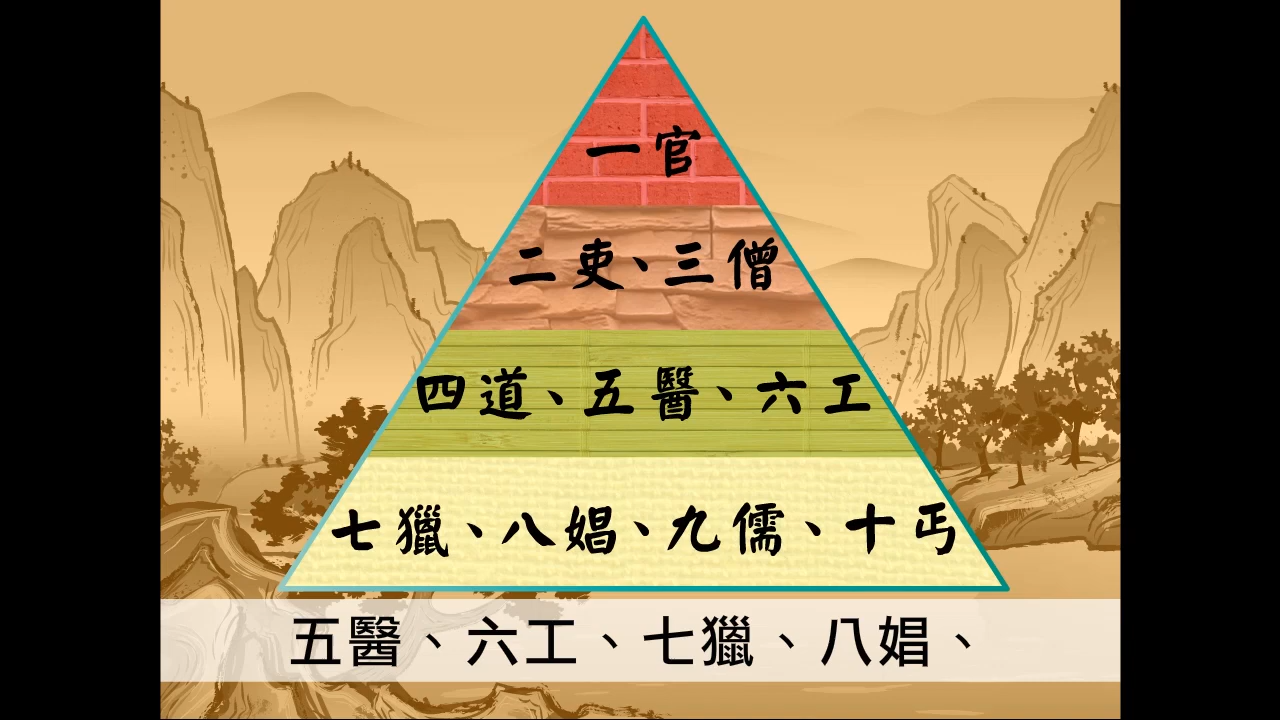 一官
二吏、三僧
四道、五醫、六工
七獵、八娼、九儒、十丐
五醫、六工、七獵、八娼、